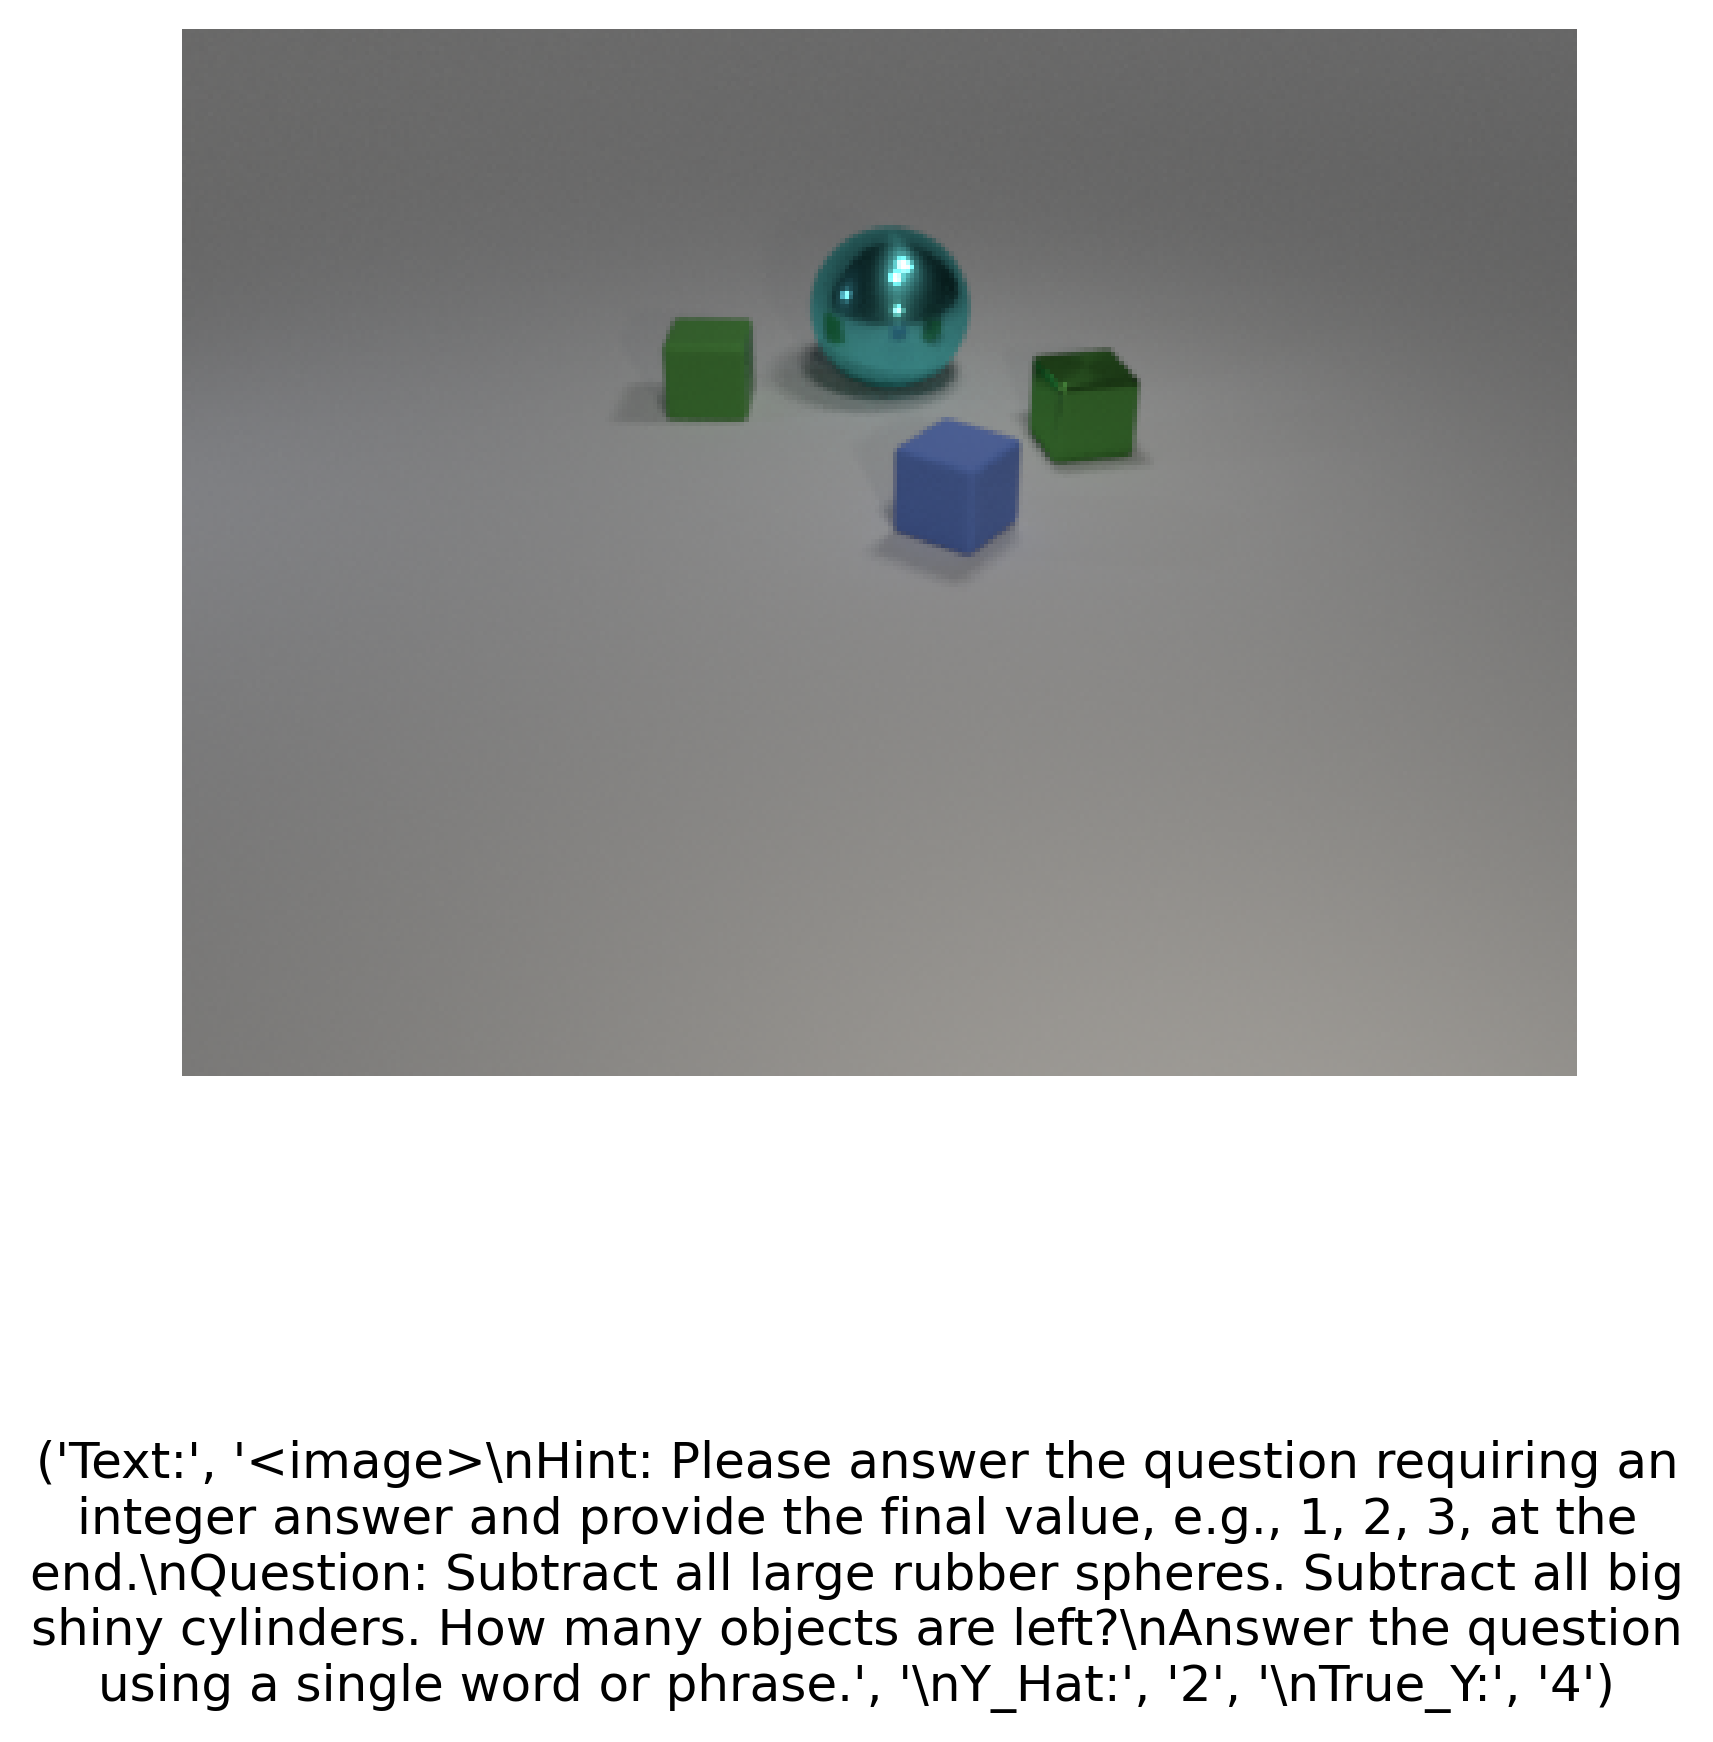 ('Text:', '<image>\nHint: Please answer the question requiring an
integer answer and provide the final value, e.g., 1, 2, 3, at the
end.\nQuestion: Subtract all large rubber spheres. Subtract all big
shiny cylinders. How many objects are left?\nAnswer the question
using a single word or phrase.', '\nY_Hat:', '2', '\nTrue_Y:', '4')